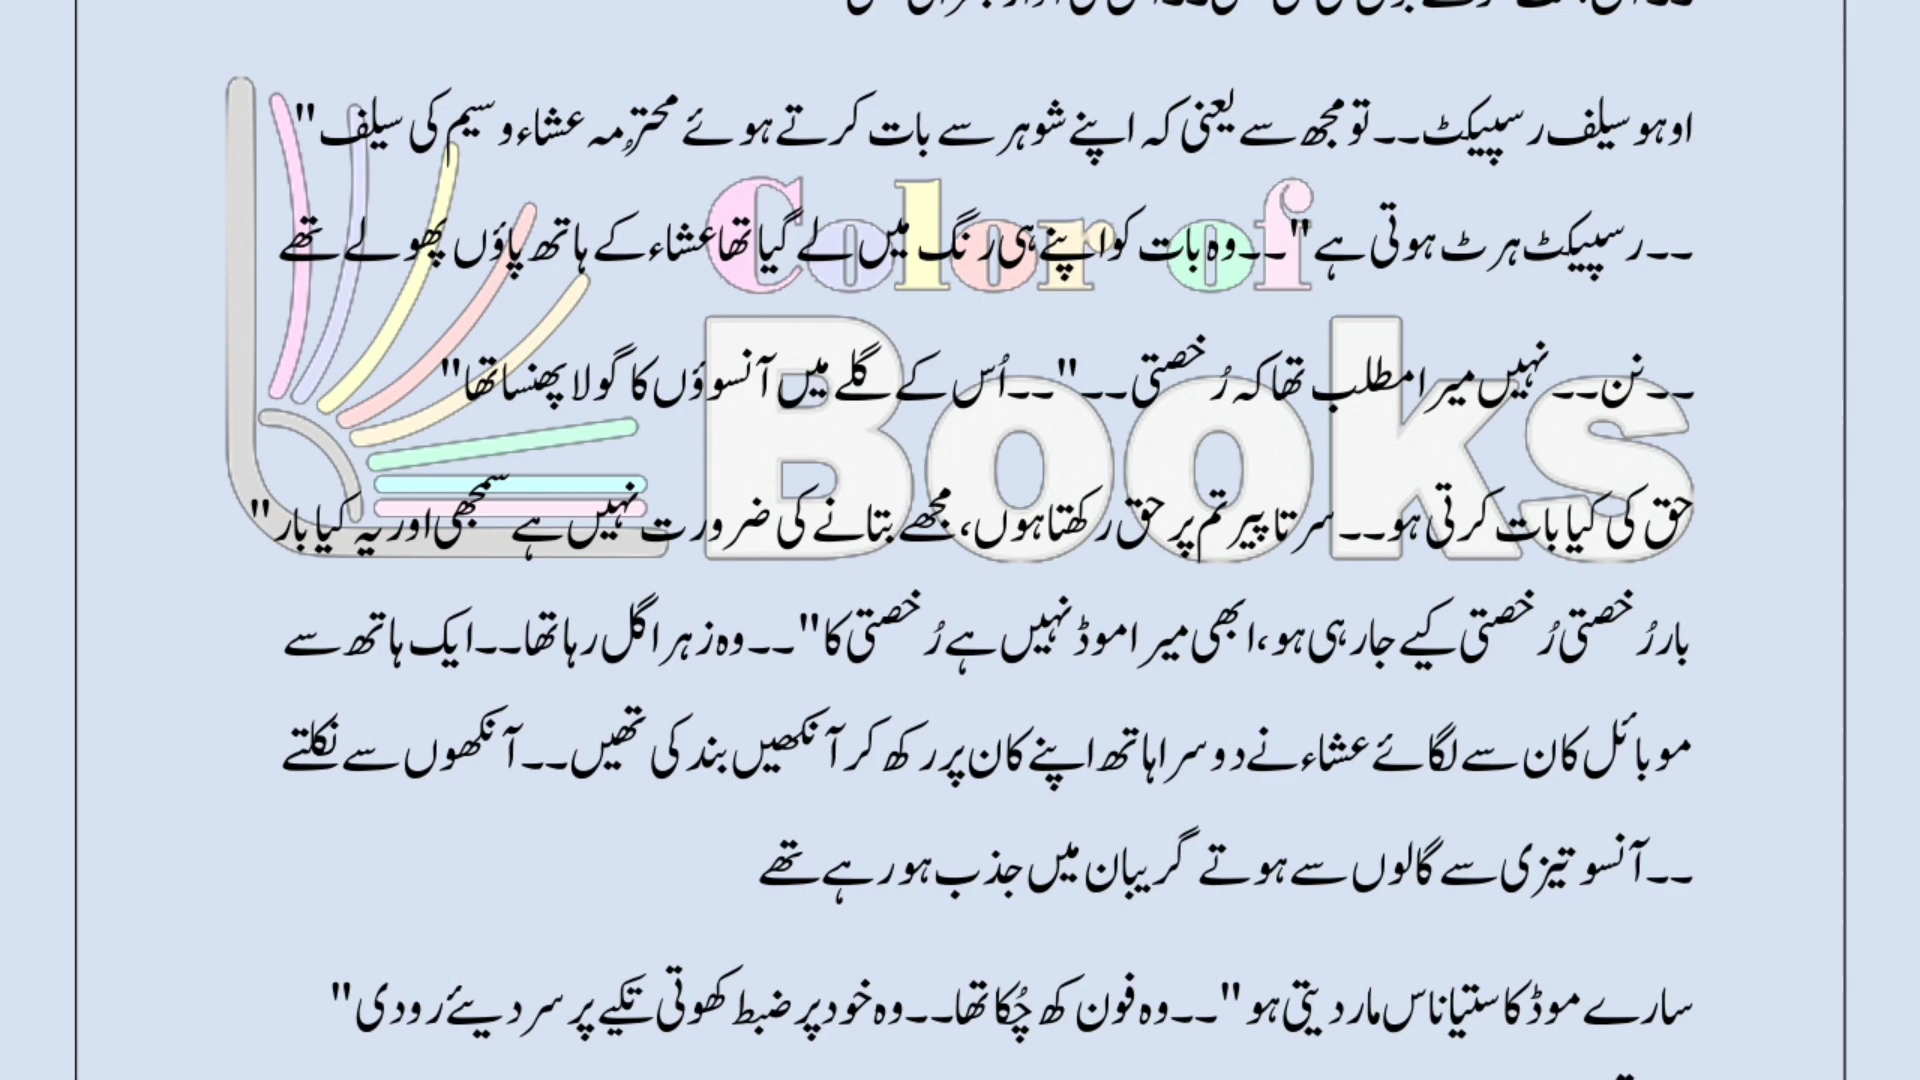 اوہو سیلف رسپیکٹ۔۔تو مجھ سے یعنی کہ اپنے شوہر سے بات کرتے ہوئے محترمہ عشاء وسیم کی سیلف"
۔۔رسپیکٹ ہرٹ ہوتی ہے"۔۔وہ بات کو اپنے ہی رنگ میں لے گیا تھا عشاء کے ہاتھ پاؤں پھولے تھے
Color of
Books
۔۔نن۔۔نہیں میرا مطلب تھا کہ رُخصتی۔۔"۔۔اُس کے گلے میں آنسوؤں کا گولا پھنسا تھا"
حق کی کیا بات کرتی ہو۔۔سر تا پیر تم پر حق رکھتا ہوں، مجھے بتانے کی ضرورت نہیں ہے سمجھی اور یہ کیا بار"
بار رُخصتی رُخصتی کیے جا رہی ہو، ابھی میرا موڈ نہیں ہے رُخصتی کا"۔۔وہ زہر اگل رہا تھا۔۔ایک ہاتھ سے
موبائل کان سے لگائے عشاء نے دوسرا ہاتھ اپنے کان پر رکھ کر آنکھیں بند کی تھیں۔۔آنکھوں سے نکلتے
۔۔آنسو تیزی سے گالوں سے ہوتے گریبان میں جذب ہو رہے تھے
سارے موڈ کا ستیاناس مار دیتی ہو"۔۔وہ فون کھ چُکا تھا۔۔وہ خود پر ضبط کھوتی تکیے پر سر دیئے رو دی"